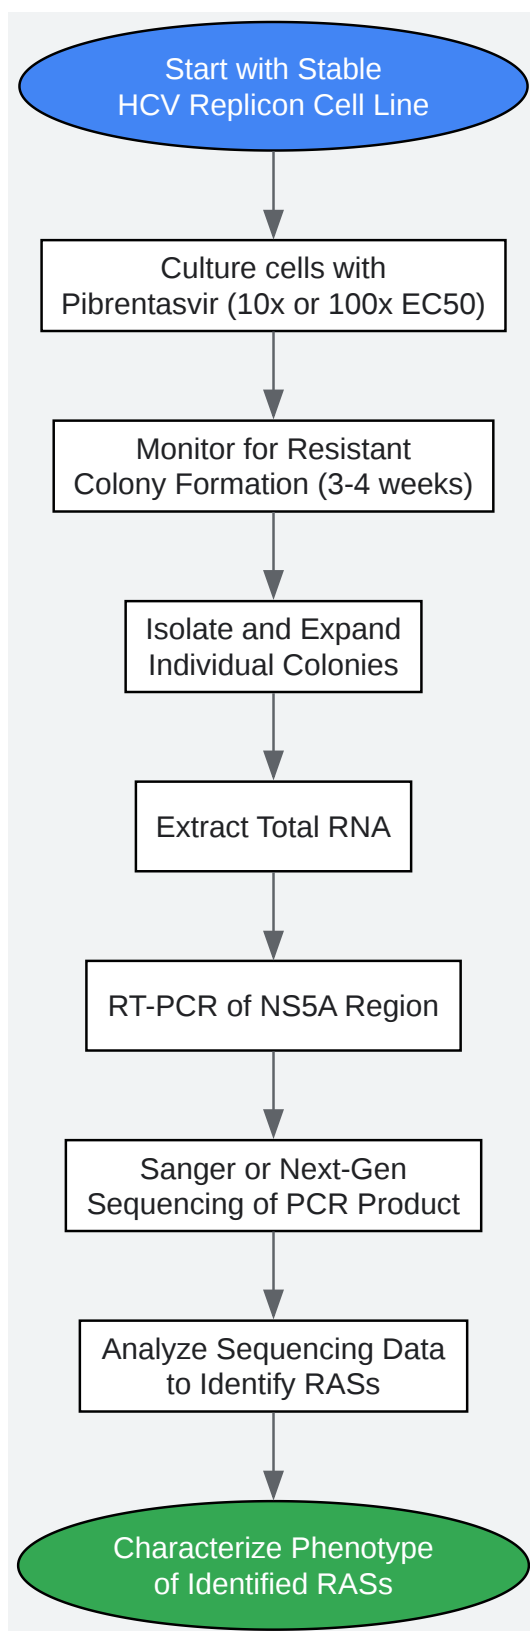 Start with Stable
HCV Replicon Cell Line
Culture cells with
Pibrentasvir (10x or 100x EC50)
Monitor for Resistant
Colony Formation (3-4 weeks)
Isolate and Expand
Individual Colonies
Extract Total RNA
RT-PCR of NS5A Region
Sanger or Next-Gen
Sequencing of PCR Product
Analyze Sequencing Data
to Identify RASs
Characterize Phenotype
of Identified RASs